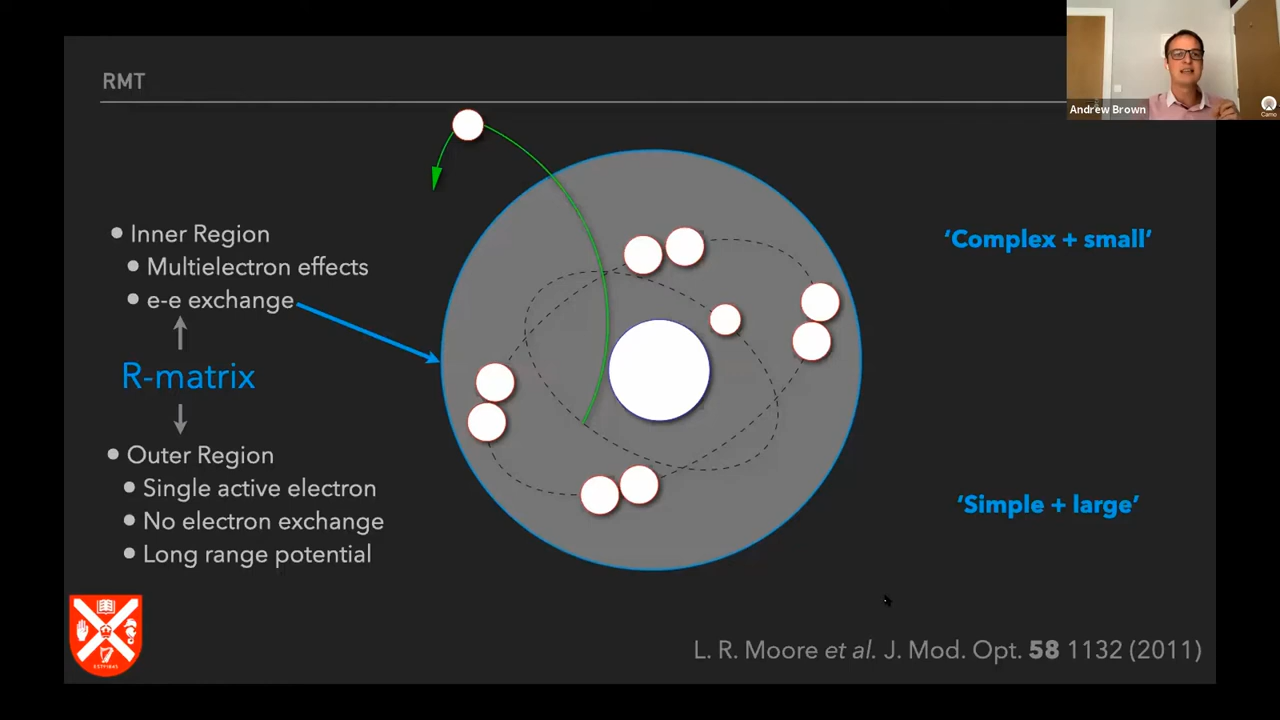 RMT
Andrew Brown
Camo
Inner Region
Multielectron effects
e-e exchange
R-matrix
Outer Region
Single active electron
No electron exchange
Long range potential
‘Complex + small’
‘Simple + large’
L. R. Moore et al. J. Mod. Opt. 58 1132 (2011)